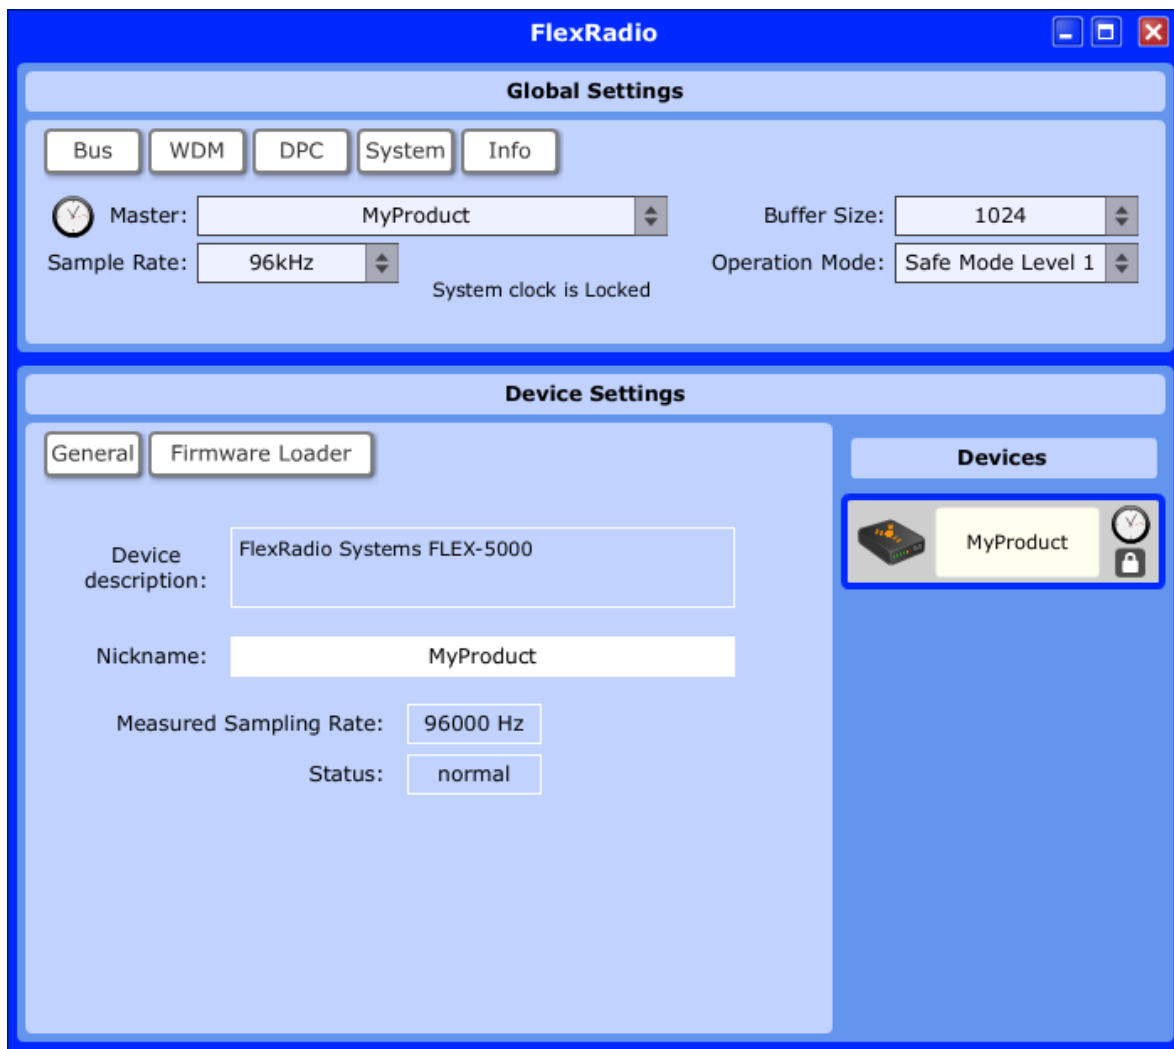 FlexRadio
Global Settings
Bus WDM DPC System Info
Master: MyProduct Buffer Size: 1024
Sample Rate: 96kHz Operation Mode: Safe Mode Level 1
System clock is Locked
Device Settings
General Firmware Loader
Devices
MyProduct
Device description: FlexRadio Systems FLEX-5000
Nickname: MyProduct
Measured Sampling Rate: 96000 Hz
Status: normal